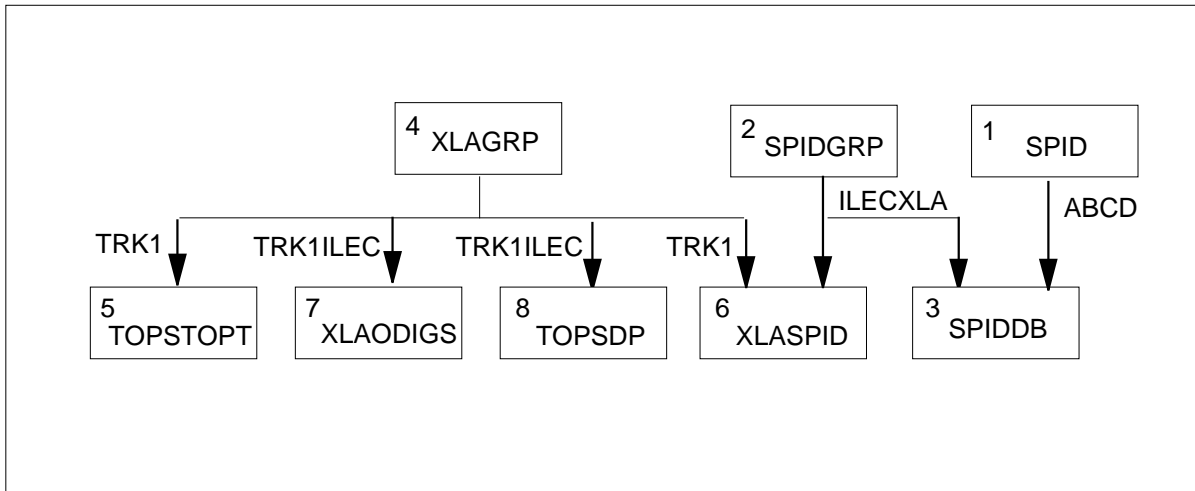 4 XLAGRP
2 SPIDGRP
1 SPID
ILECXLA
ABCD
TRK1
TRK1ILEC
TRK1ILEC
TRK1
5 TOPSTOPT
7 XLAODIGS
8 TOPSDP
6 XLASPID
3 SPIDDB